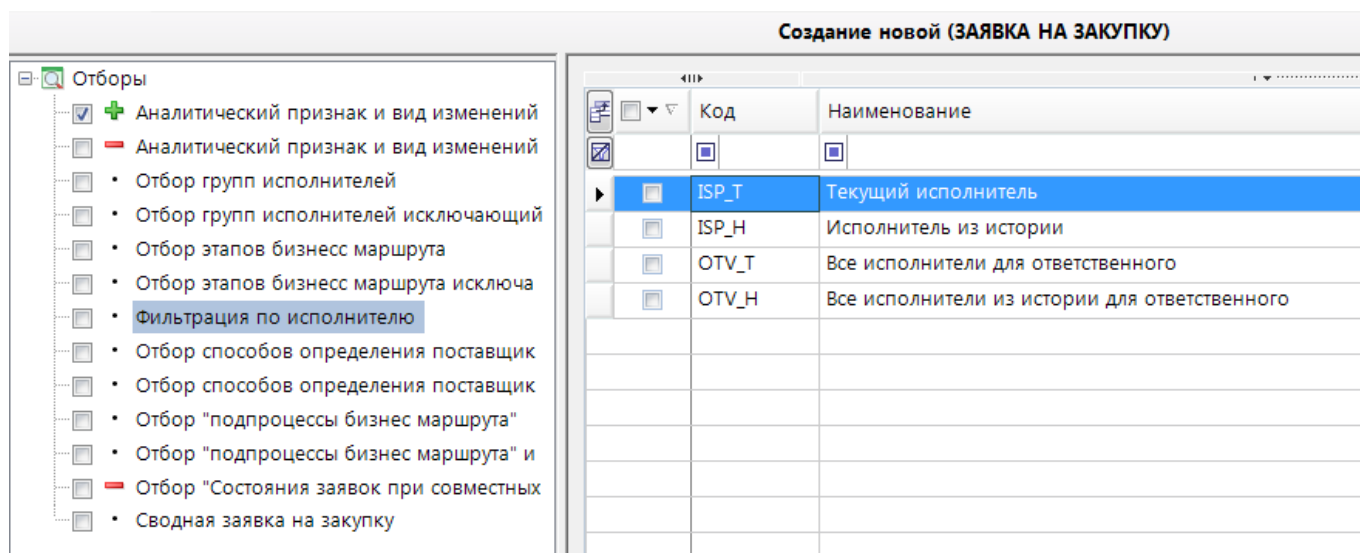 Создание новой (ЗАЯВКА НА ЗАКУПКУ)
Отборы
Аналитический признак и вид изменений
Аналитический признак и вид изменений
Отбор групп исполнителей
Отбор групп исполнителей исключающий
Отбор этапов бизнесс маршрута
Отбор этапов бизнесс маршрута исключа
Фильтрация по исполнителю
Отбор способов определения поставщик
Отбор способов определения поставщик
Отбор "подпроцессы бизнес маршрута"
Отбор "подпроцессы бизнес маршрута" и
Отбор "Состояния заявок при совместных
Сводная заявка на закупку
Код Наименование
ISP_T Текущий исполнитель
ISP_H Исполнитель из истории
OTV_T Все исполнители для ответственного
OTV_H Все исполнители из истории для ответственного